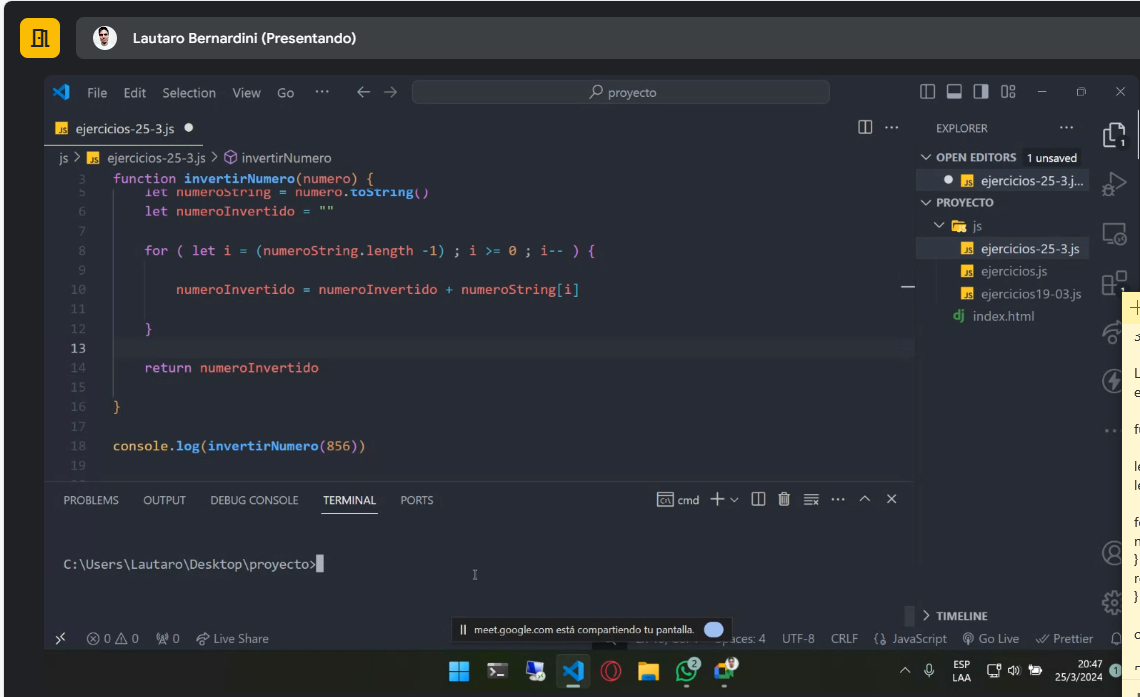 Lautaro Bernardini (Presentando)
File Edit Selection View Go ... proyecto
JS ejercicios-25-3.js
js > JS ejercicios-25-3.js > invertirNumero
3 function invertirNumero(numero) {
5 let numeroString = numero.toString()
6 let numeroInvertido = ""
7
8 for ( let i = (numeroString.length -1) ; i >= 0 ; i-- ) {
9
10 numeroInvertido = numeroInvertido + numeroString[i]
11
12 }
13
14 return numeroInvertido
15
16 }
17
18 console.log(invertirNumero(856))
19
EXPLORER
OPEN EDITORS 1 unsaved
JS ejercicios-25-3.j...
PROYECTO
js
JS ejercicios-25-3.js
JS ejercicios.js
JS ejercicios19-03.js
dj index.html
TIMELINE
PROBLEMS OUTPUT DEBUG CONSOLE TERMINAL PORTS cmd
C:\Users\Lautaro\Desktop\proyecto>
meet.google.com está compartiendo tu pantalla.
0 0 0 Live Share UTF-8 CRLF {} JavaScript Go Live Prettier
ESP
LAA
20:47
25/3/2024